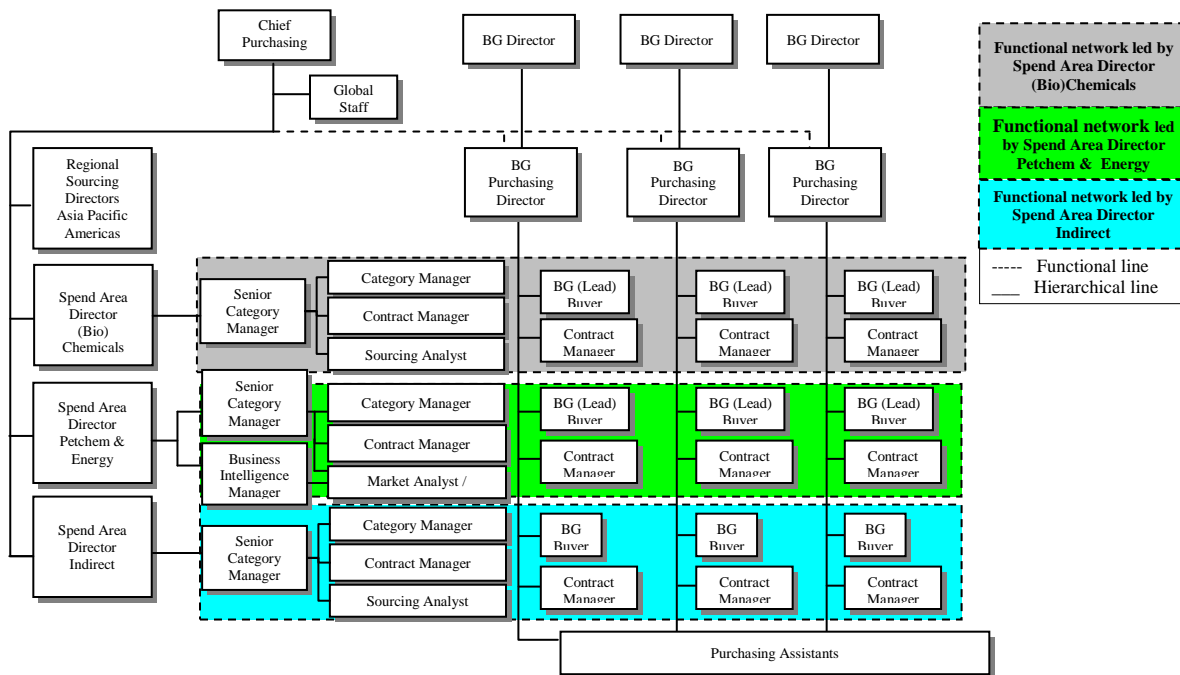 Chief
Purchasing
BG Director
BG Director
BG Director
Global
Staff
Regional
Sourcing
Directors
Asia Pacific
Americas
BG
Purchasing
Director
BG
Purchasing
Director
BG
Purchasing
Director
Functional network led by
Spend Area Director
(Bio)Chemicals
Functional network led
by Spend Area Director
Petchem & Energy
Functional network led by
Spend Area Director
Indirect
----- Functional line
___ Hierarchical line
Spend Area
Director
(Bio)
Chemicals
Senior
Category
Manager
Category Manager
Contract Manager
Sourcing Analyst
BG (Lead)
Buyer
BG (Lead)
Buyer
BG (Lead)
Buyer
Contract
Manager
Contract
Manager
Contract
Manager
Spend Area
Director
Petchem &
Energy
Senior
Category
Manager
Business
Intelligence
Manager
Category Manager
Contract Manager
Market Analyst /
BG (Lead)
Buyer
BG (Lead)
Buyer
BG (Lead)
Buyer
Contract
Manager
Contract
Manager
Contract
Manager
Spend Area
Director
Indirect
Senior
Category
Manager
Category Manager
Contract Manager
Sourcing Analyst
BG
Buyer
BG
Buyer
BG
Buyer
Contract
Manager
Contract
Manager
Contract
Manager
Purchasing Assistants